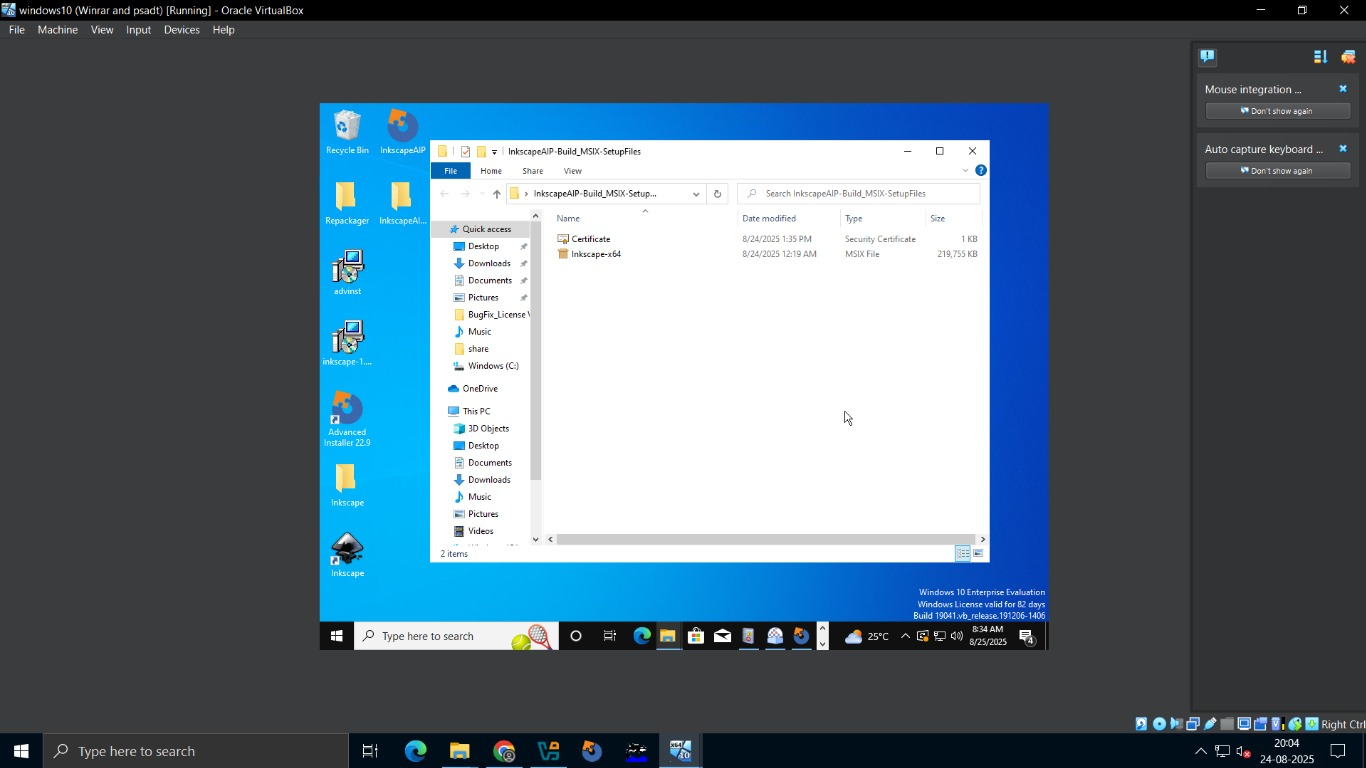 windows10 (Winrar and psadt) [Running] - Oracle VirtualBox
File Machine View Input Devices Help
Mouse integration ...
Don't show again
Auto capture keyboard ...
Don't show again
Recycle Bin
InkscapeAIP
Repackager
InkscapeAI...
advinst
inkscape-1....
Advanced
Installer 22.9
Inkscape
Inkscape
InkscapeAIP-Build_MSIX-SetupFiles
File Home Share View
InkscapeAIP-Build_MSIX-Setup...
Search InkscapeAIP-Build_MSIX-SetupFiles
Name Date modified Type Size
Certificate 8/24/2025 1:35 PM Security Certificate 1 KB
Inkscape-x64 8/24/2025 12:19 AM MSIX File 219,755 KB
Quick access
Desktop
Downloads
Documents
Pictures
BugFix_License
Music
share
Windows (C:)
OneDrive
This PC
3D Objects
Desktop
Documents
Downloads
Music
Pictures
Videos
2 items
Windows 10 Enterprise Evaluation
Windows License valid for 82 days
Build 19041.vb_release.191206-1406
Type here to search
25°C
8:34 AM
8/25/2025
4
Right Ctrl
Type here to search
20:04
24-08-2025